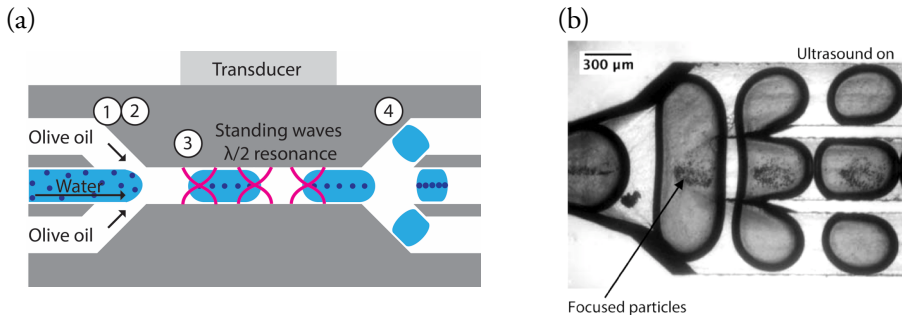 (a)
Transducer
1 2
4
Olive oil
3
Standing waves
λ/2 resonance
Water
Olive oil
(b)
300 µm
Ultrasound on
Focused particles